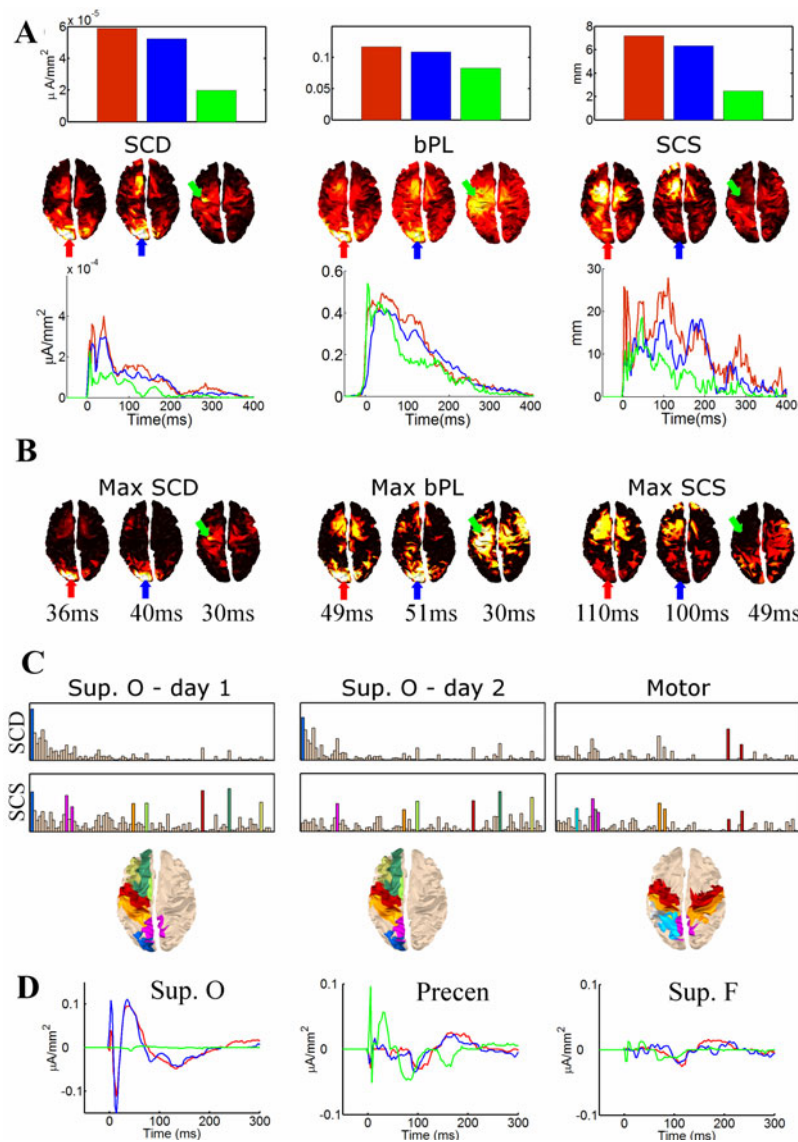 A
x 10⁻⁵
6
4
2
0
μ A/mm²
0.1
0.05
0
8
6
4
2
0
mm
SCD
bPL
SCS
x 10⁻⁴
4
2
0
μA/mm²
0 100 200 300 400
Time(ms)
0.6
0.4
0.2
0
0 100 200 300 400
Time(ms)
30
20
10
0
mm
0 100 200 300 400
Time(ms)
B
Max SCD
Max bPL
Max SCS
36ms 40ms 30ms
49ms 51ms 30ms
110ms 100ms 49ms
C
Sup. O - day 1
Sup. O - day 2
Motor
SCD
SCS
D
Sup. O
Precen
Sup. F
0.1
0
-0.1
μA/mm²
0 100 200 300
Time (ms)
0.1
0
-0.1
μA/mm²
0 100 200 300
Time (ms)
0.1
0
-0.1
μA/mm²
0 100 200 300
Time (ms)